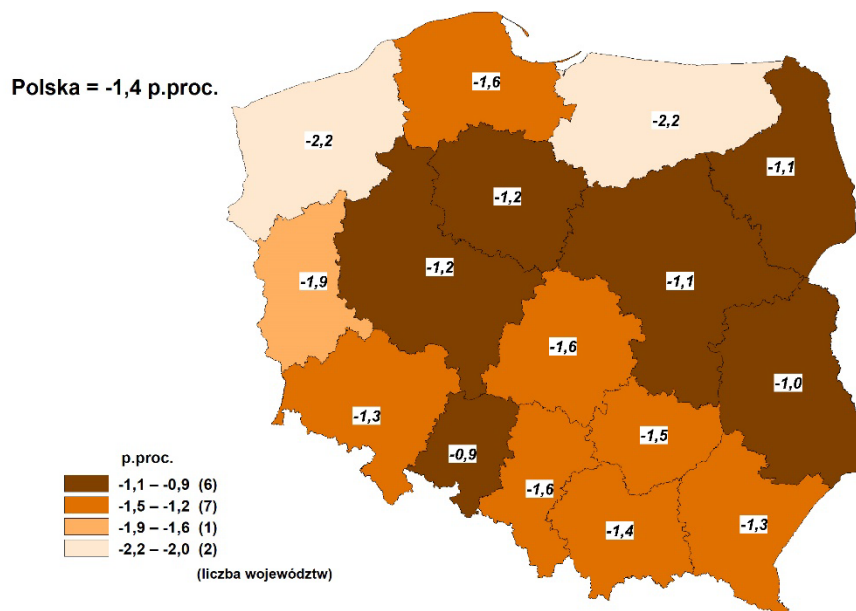 Polska = -1,4 p.proc.
-1,6
-2,2
-2,2
-1,1
-1,2
-1,2
-1,9
-1,1
-1,6
-1,0
-1,3
-1,5
-0,9
-1,6
-1,4
-1,3
p.proc.
-1,1 – -0,9 (6)
-1,5 – -1,2 (7)
-1,9 – -1,6 (1)
-2,2 – -2,0 (2)
(liczba województw)